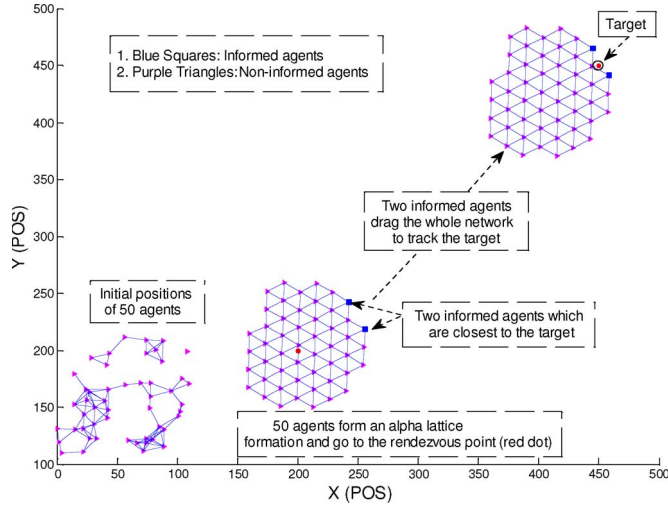 500
450
400
350
300
250
200
150
100
0
50
100
150
200
250
300
350
400
450
500
X (POS)
Y (POS)
1. Blue Squares: Informed agents
2. Purple Triangles:Non-informed agents
Target
Two informed agents
drag the whole network
to track the target
Initial positions
of 50 agents
Two informed agents which
are closest to the target
50 agents form an alpha lattice
formation and go to the rendezvous point (red dot)